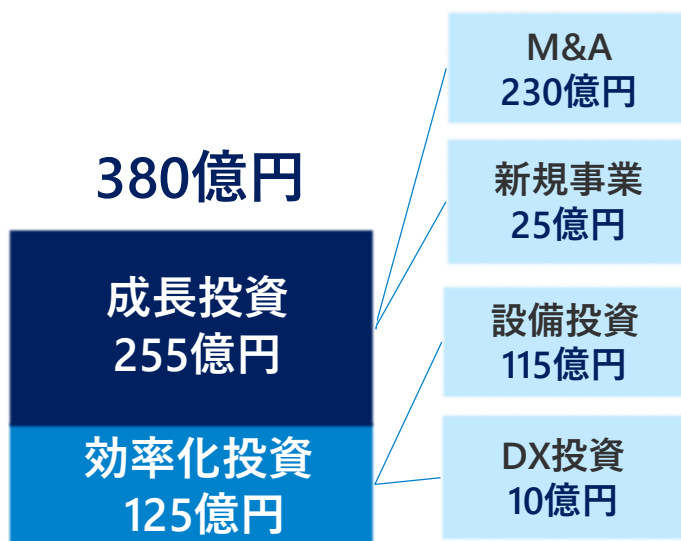 380億円
成長投資
255億円
効率化投資
125億円
M&A
230億円
新規事業
25億円
設備投資
115億円
DX投資
10億円